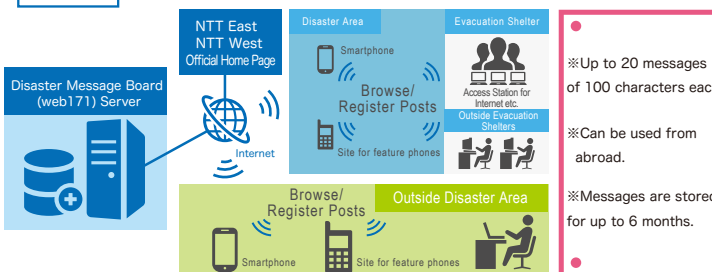 NTT East
NTT West
Official Home Page
Disaster Message Board
(web171) Server
Internet
Disaster Area
Smartphone
Browse/
Register Posts
Site for feature phones
Evacuation Shelter
Access Station for
Internet etc.
Outside Evacuation
Shelters
Browse/
Register Posts
Outside Disaster Area
Smartphone
Site for feature phones
※Up to 20 messages
of 100 characters eac
※Can be used from
abroad.
※Messages are stored
for up to 6 months.